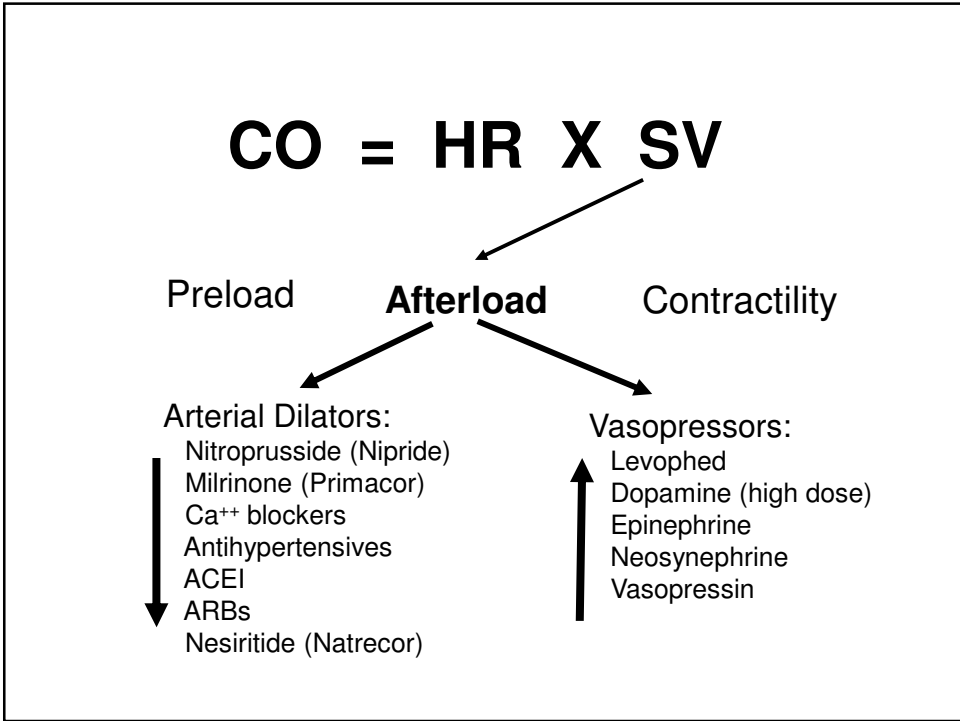 CO = HR X SV
Preload Afterload Contractility
Arterial Dilators:
Nitroprusside (Nipride)
Milrinone (Primacor)
Ca⁺⁺ blockers
Antihypertensives
ACEI
ARBs
Nesiritide (Natrecor)
Vasopressors:
Levophed
Dopamine (high dose)
Epinephrine
Neosynephrine
Vasopressin